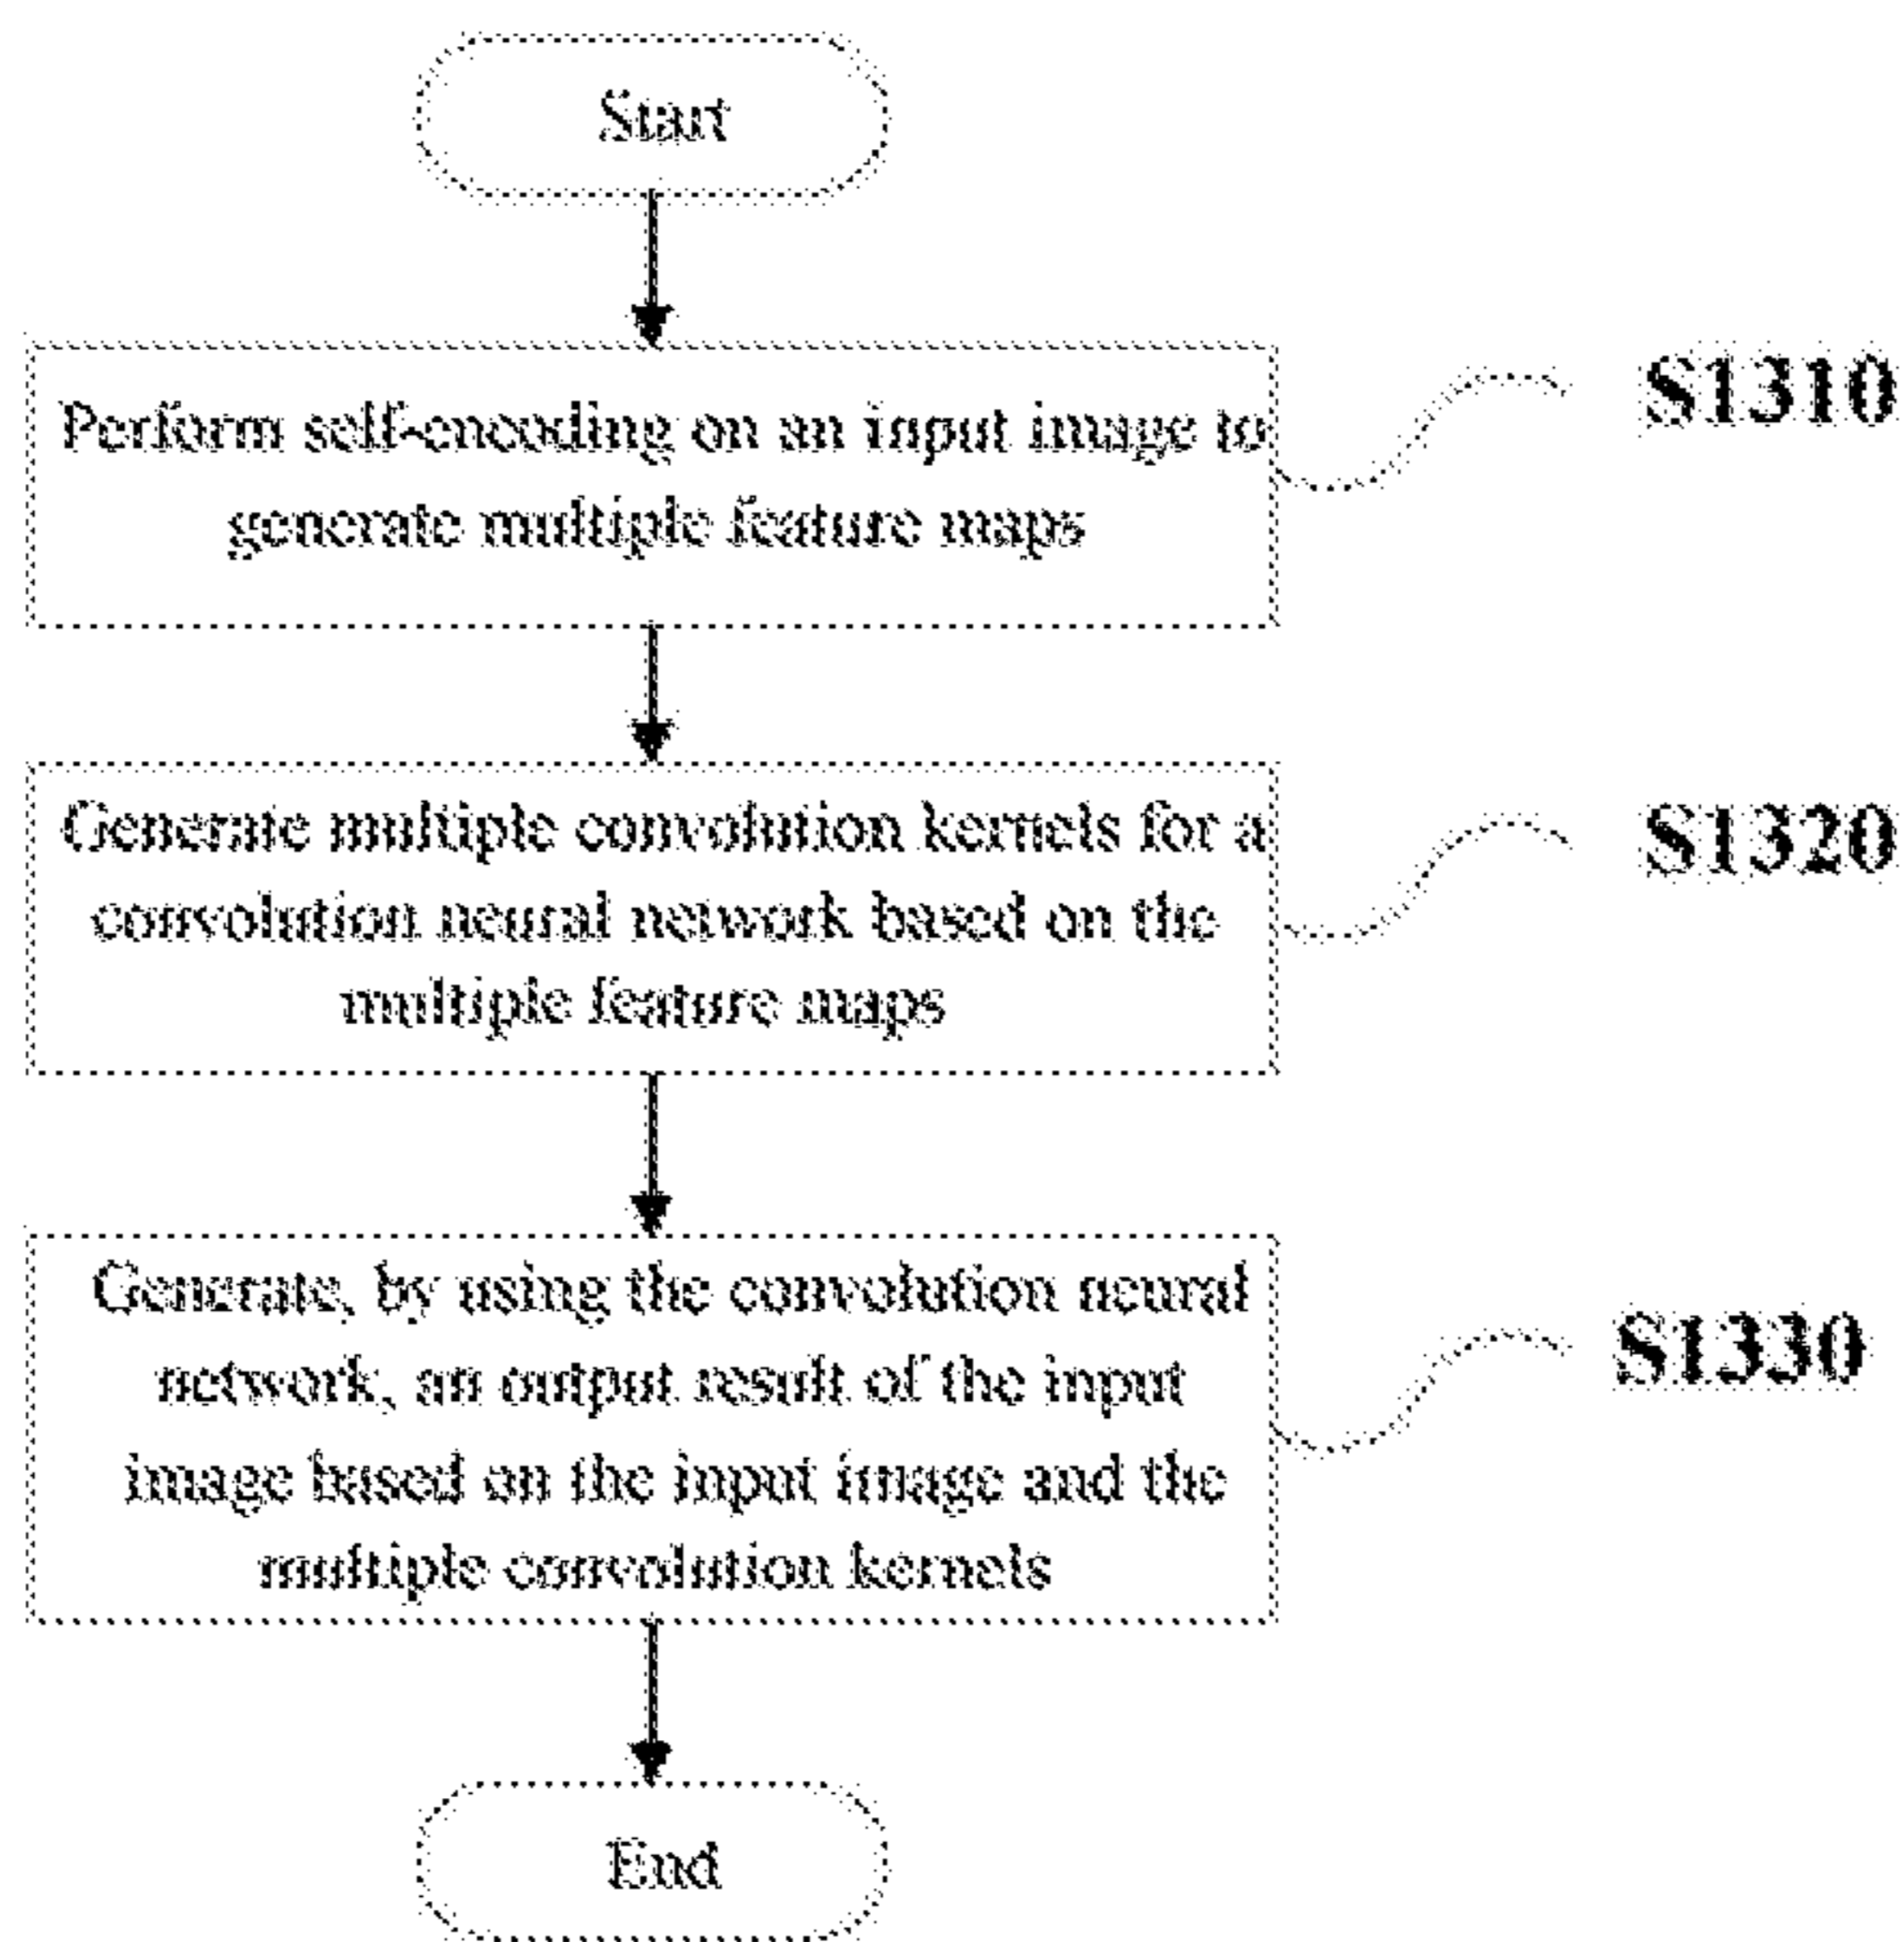 Start
Perform self-encoding on an input image to
generate multiple feature maps
S1310
Generate multiple convolution kernels for a
convolution neural network based on the
multiple feature maps
S1320
Generate, by using the convolution neural
network, an output result of the input
image based on the input image and the
multiple convolution kernels
S1330
End